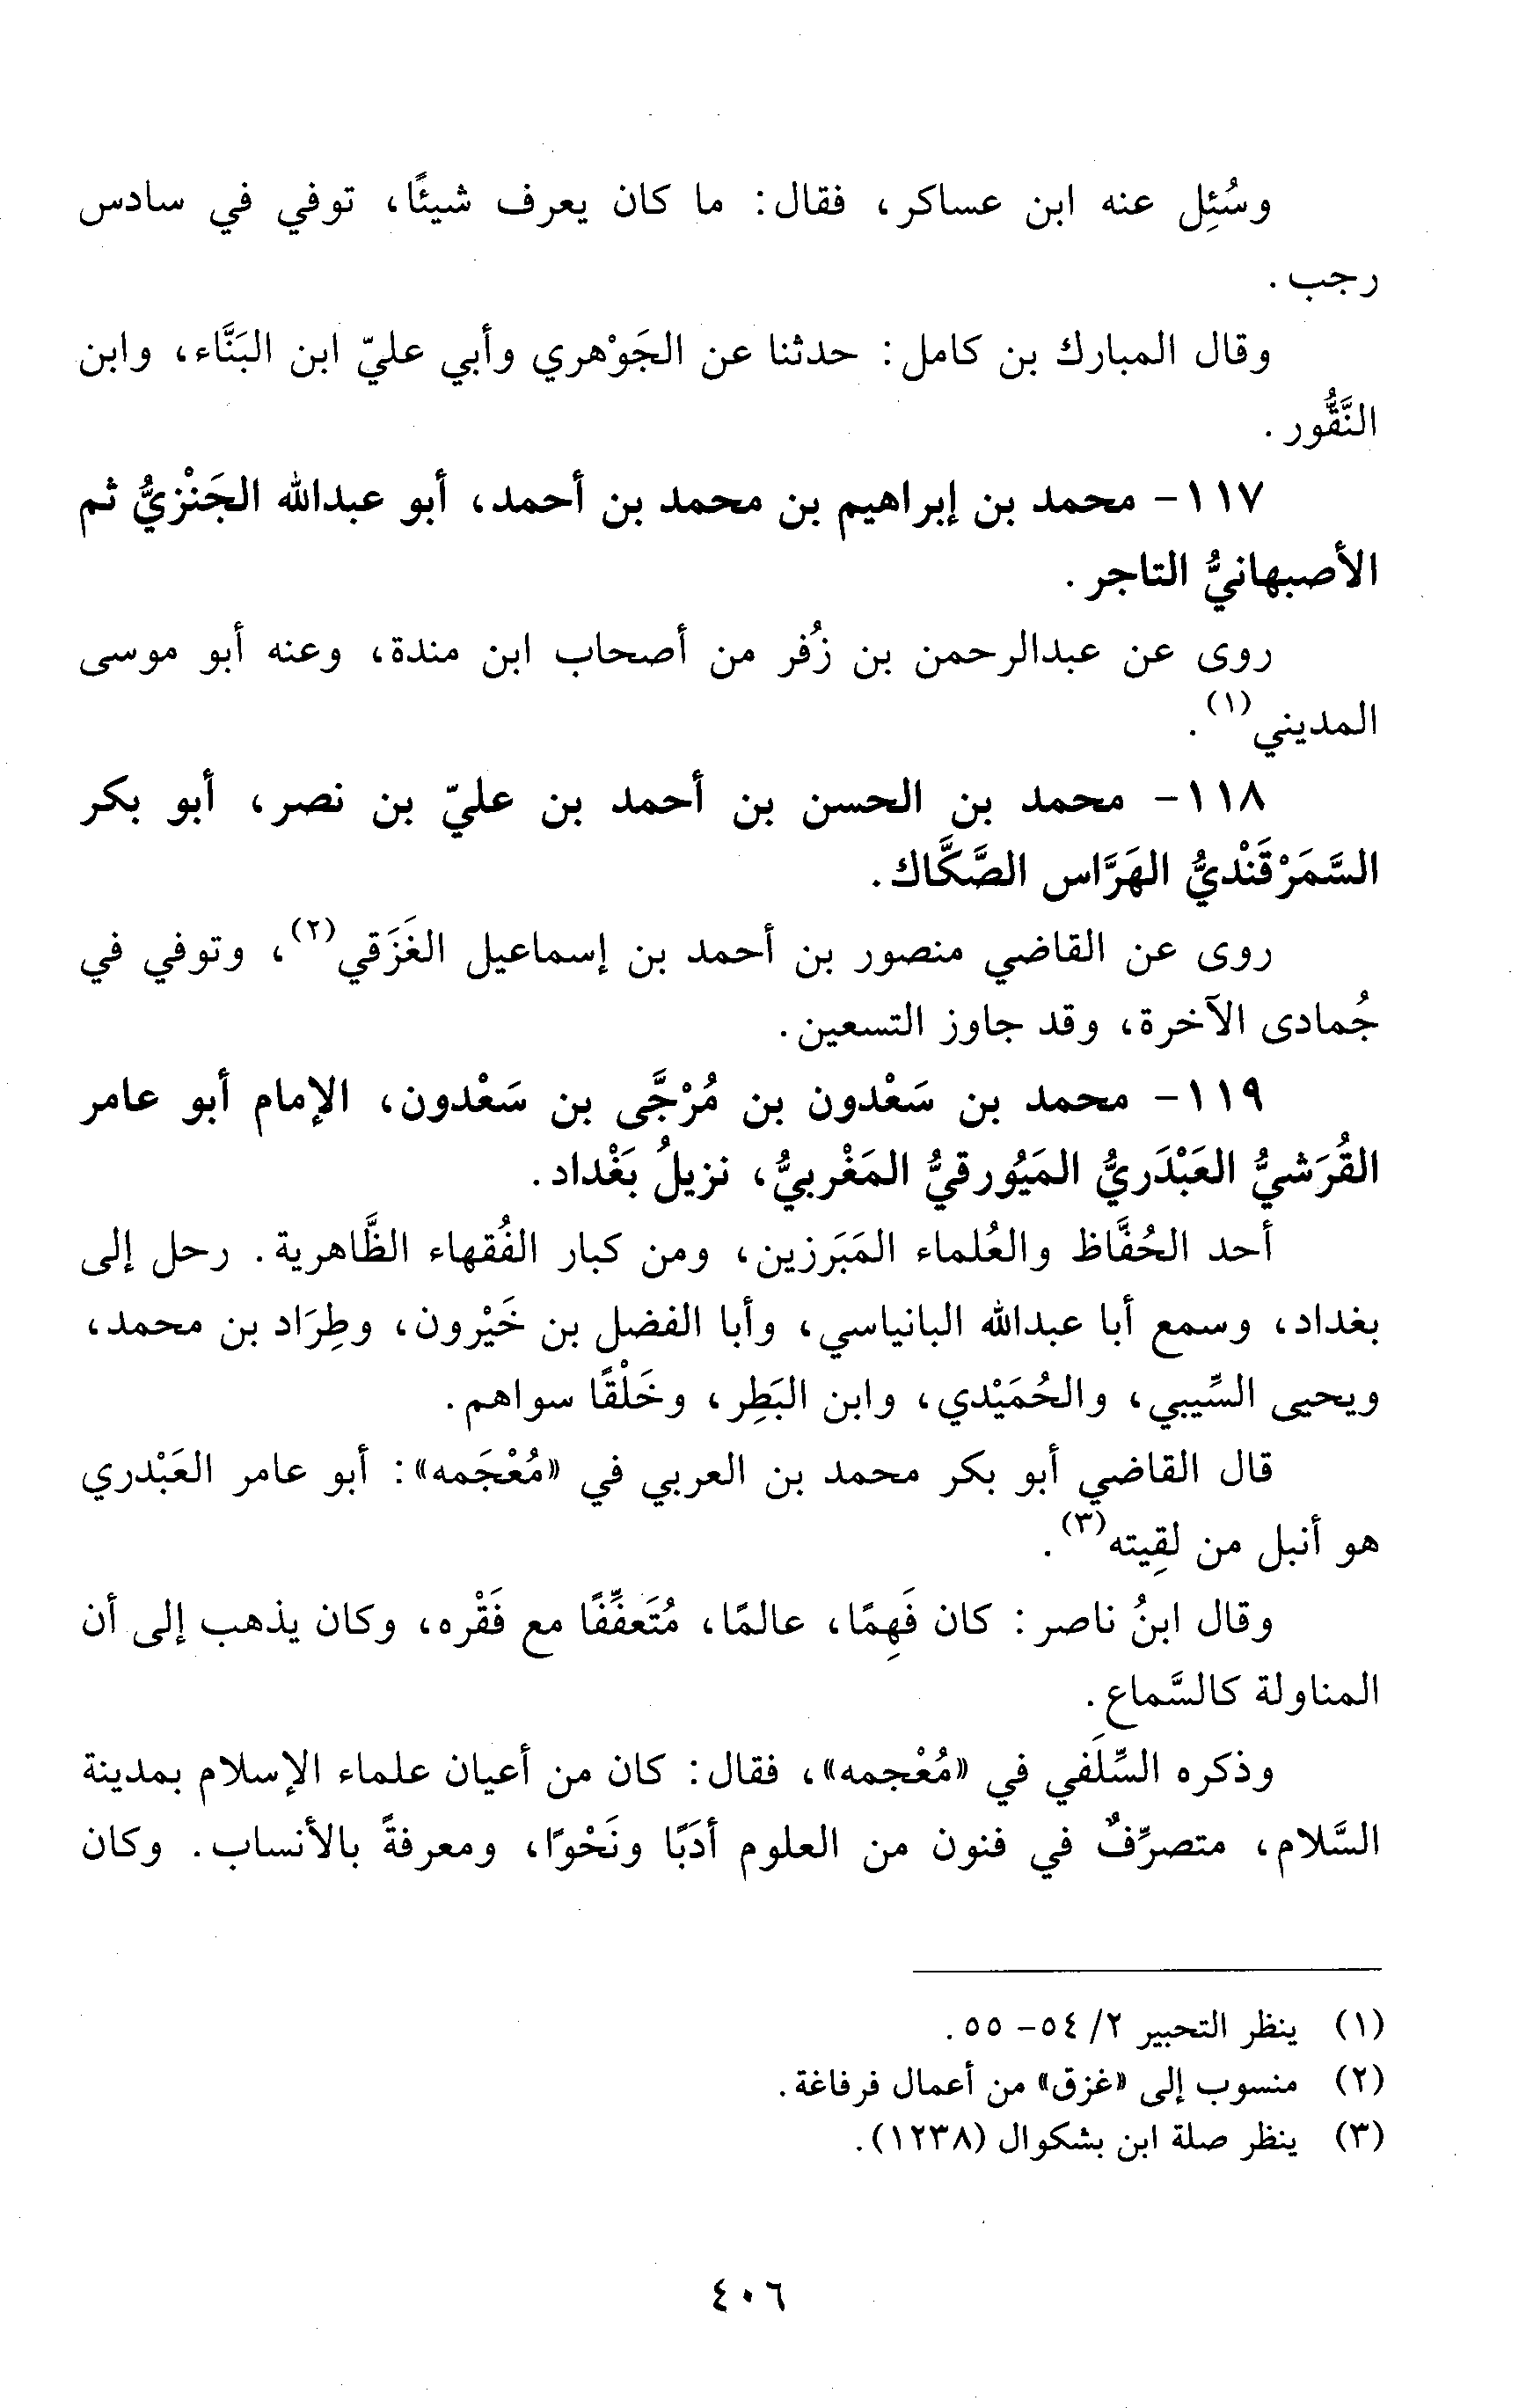 وسُئِل عنه ابن عساكر، فقال: ما كان يعرف شيئًا، توفي في سادس
رجب.
وقال المبارك بن كامل: حدثنا عن الجَوْهري وأبي عليّ ابن البَنَّاء، وابن
النَّقُّور.
١١٧- محمد بن إبراهيم بن محمد بن أحمد، أبو عبدالله الجَنْزيُّ ثم
الأصبهانيُّ التاجر.
روى عن عبدالرحمن بن زُفر من أصحاب ابن مندة، وعنه أبو موسى
المديني(١).
١١٨- محمد بن الحسن بن أحمد بن عليّ بن نصر، أبو بكر
السَّمَرْقَنْديُّ الهَرَّاس الصَّكَّاك.
روى عن القاضي منصور بن أحمد بن إسماعيل الغَزَقي(٢)، وتوفي في
جُمادى الآخرة، وقد جاوز التسعين.
١١٩- محمد بن سَعْدون بن مُرْجَّى بن سَعْدون، الإمام أبو عامر
القُرَشيُّ العَبْدَريُّ المَيُورقيُّ المَغْربيُّ، نزيلُ بَغْداد.
أحد الحُفَّاظ والعُلماء المَبَرزين، ومن كبار الفُقهاء الظَّاهرية. رحل إلى
بغداد، وسمع أبا عبدالله البانياسي، وأبا الفضل بن خَيْرون، وطِرَاد بن محمد،
ويحيى السِّيبي، والحُمَيْدي، وابن البَطِر، وخَلْقًا سواهم.
قال القاضي أبو بكر محمد بن العربي في «مُعْجَمه»: أبو عامر العَبْدري
هو أنبل من لقِيته(٣).
وقال ابنُ ناصر: كان فَهِمًا، عالمًا، مُتَعفِّفًا مع فَقْره، وكان يذهب إلى أن
المناولة كالسَّماع.
وذكره السِّلَفي في «مُعْجمه»، فقال: كان من أعيان علماء الإسلام بمدينة
السَّلام، متصرِّفٌ في فنون من العلوم أدَبًا ونَحْوًا، ومعرفةً بالأنساب. وكان
(١) ينظر التحبير ٢/ ٥٤- ٥٥.
(٢) منسوب إلى «غزق» من أعمال فرفاغة.
(٣) ينظر صلة ابن بشكوال (١٢٣٨).
٤٠٦